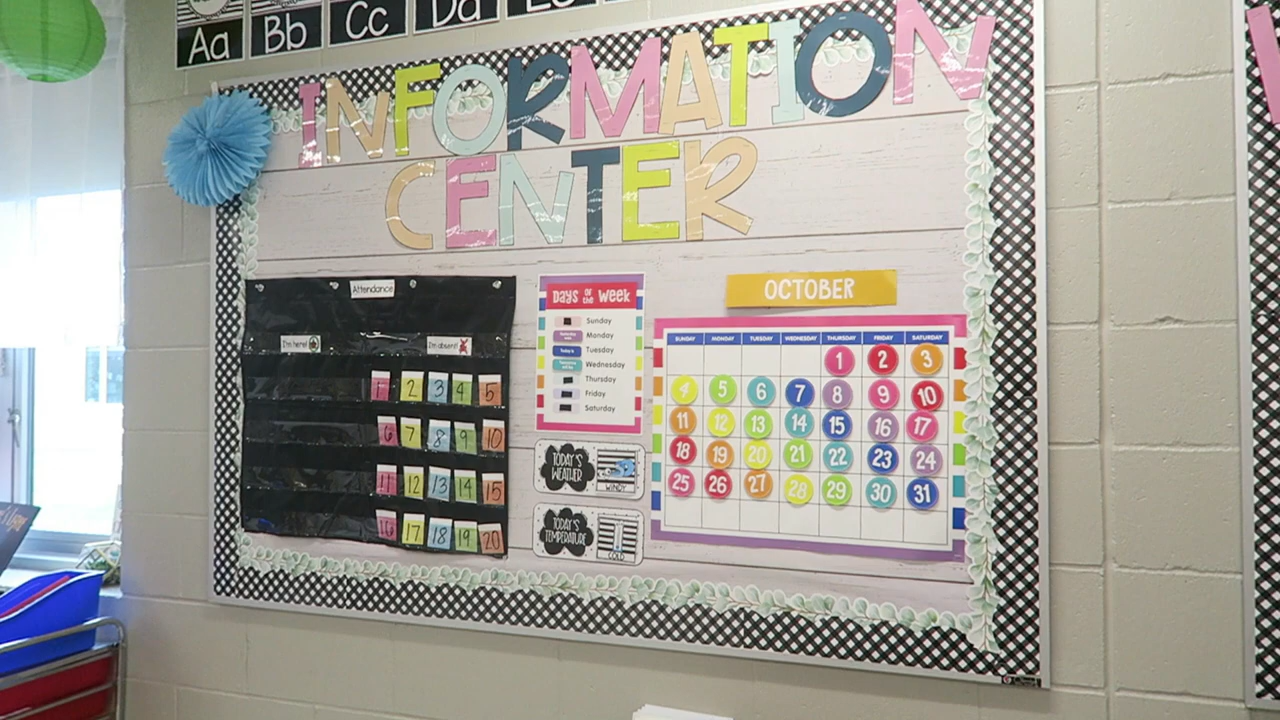 Aa Bb Cc Dd
INFORMATION
CENTER
Attendance
I'm here! I'm absent!
1 2 3 4 5
6 7 8 9 10
11 12 13 14 15
16 17 18 19 20
DAYS OF THE WEEK
Sunday
Monday
Today is Tuesday
Wednesday
Thursday
Friday
Saturday
TODAY'S
WEATHER
WINDY
TODAY'S
TEMPERATURE
COLD
OCTOBER
SUNDAY MONDAY TUESDAY WEDNESDAY THURSDAY FRIDAY SATURDAY
1 2 3
4 5 6 7 8 9 10
11 12 13 14 15 16 17
18 19 20 21 22 23 24
25 26 27 28 29 30 31